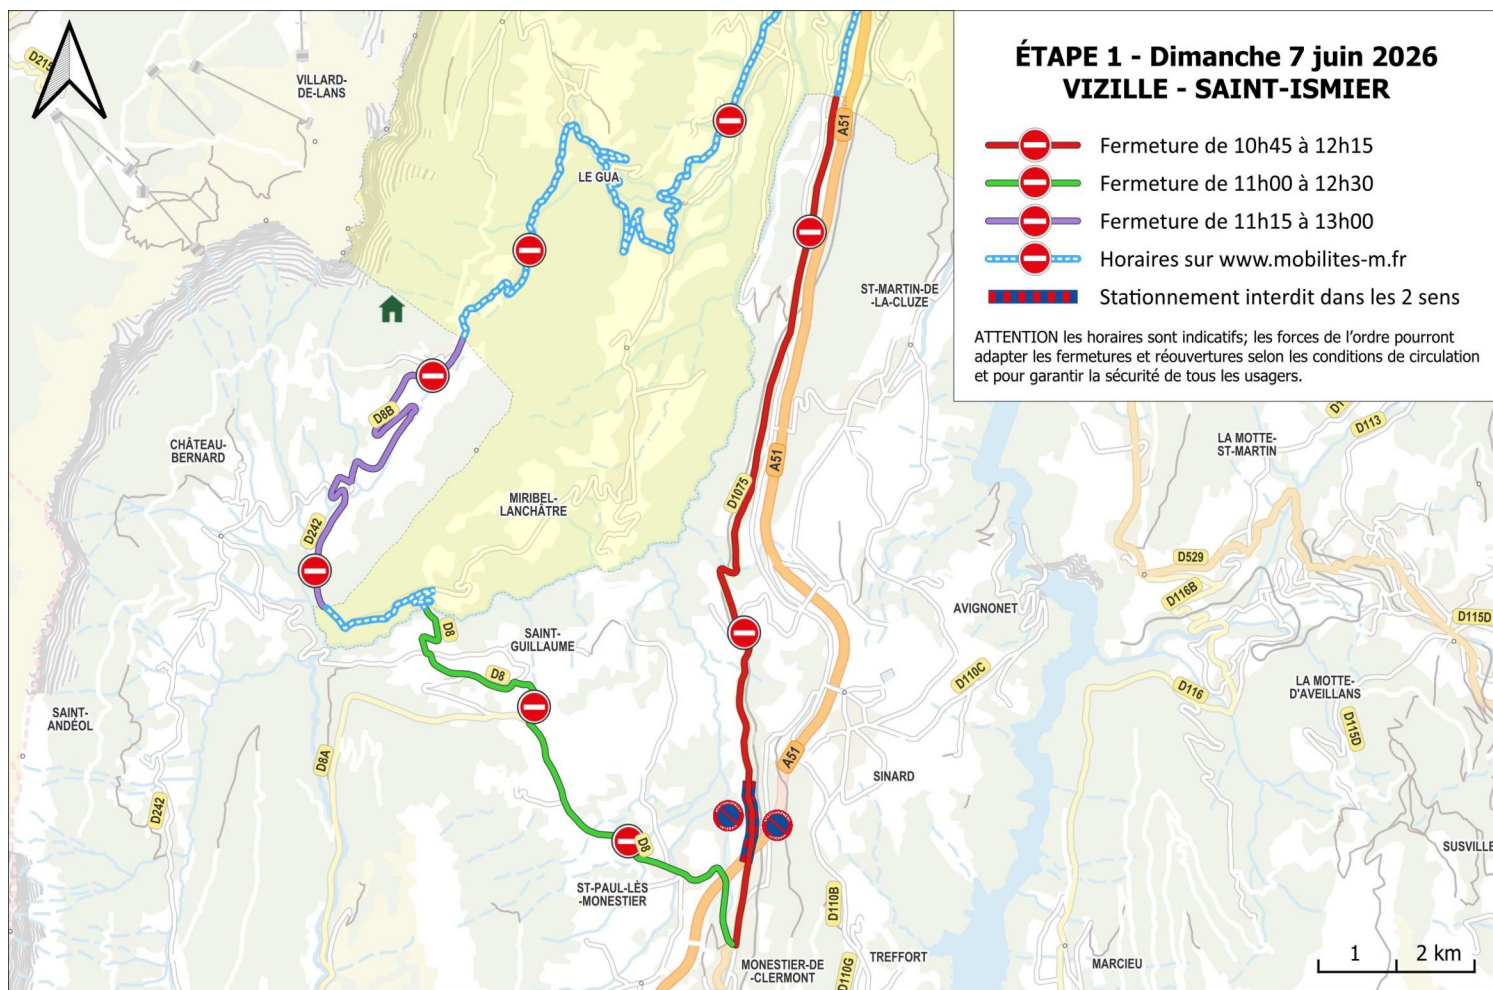 ÉTAPE 1 - Dimanche 7 juin 2026
VIZILLE - SAINT-ISMIER
Fermeture de 10h45 à 12h15
Fermeture de 11h00 à 12h30
Fermeture de 11h15 à 13h00
Horaires sur www.mobilites-m.fr
Stationnement interdit dans les 2 sens
ATTENTION les horaires sont indicatifs; les forces de l'ordre pourront
adapter les fermetures et réouvertures selon les conditions de circulation
et pour garantir la sécurité de tous les usagers.
D215
VILLARD-
DE-LANS
A51
LE GUA
ST-MARTIN-DE-
-LA-CLUZE
D8B
CHÂTEAU-
BERNARD
D113
LA MOTTE-
ST-MARTIN
A51
D1075
MIRIBEL-
LANCHÂTRE
D242
D529
D116B
AVIGNONET
D115D
D8
SAINT-
GUILLAUME
D8
D110C
D116
LA MOTTE-
D'AVEILLANS
SAINT-
ANDÉOL
D115D
D8A
A51
SINARD
D242
D8
SUSVILLE
ST-PAUL-LÈS
-MONESTIER
D110B
TREFFORT
MONESTIER-DE
-CLERMONT
D110G
MARCIEU
1 2 km